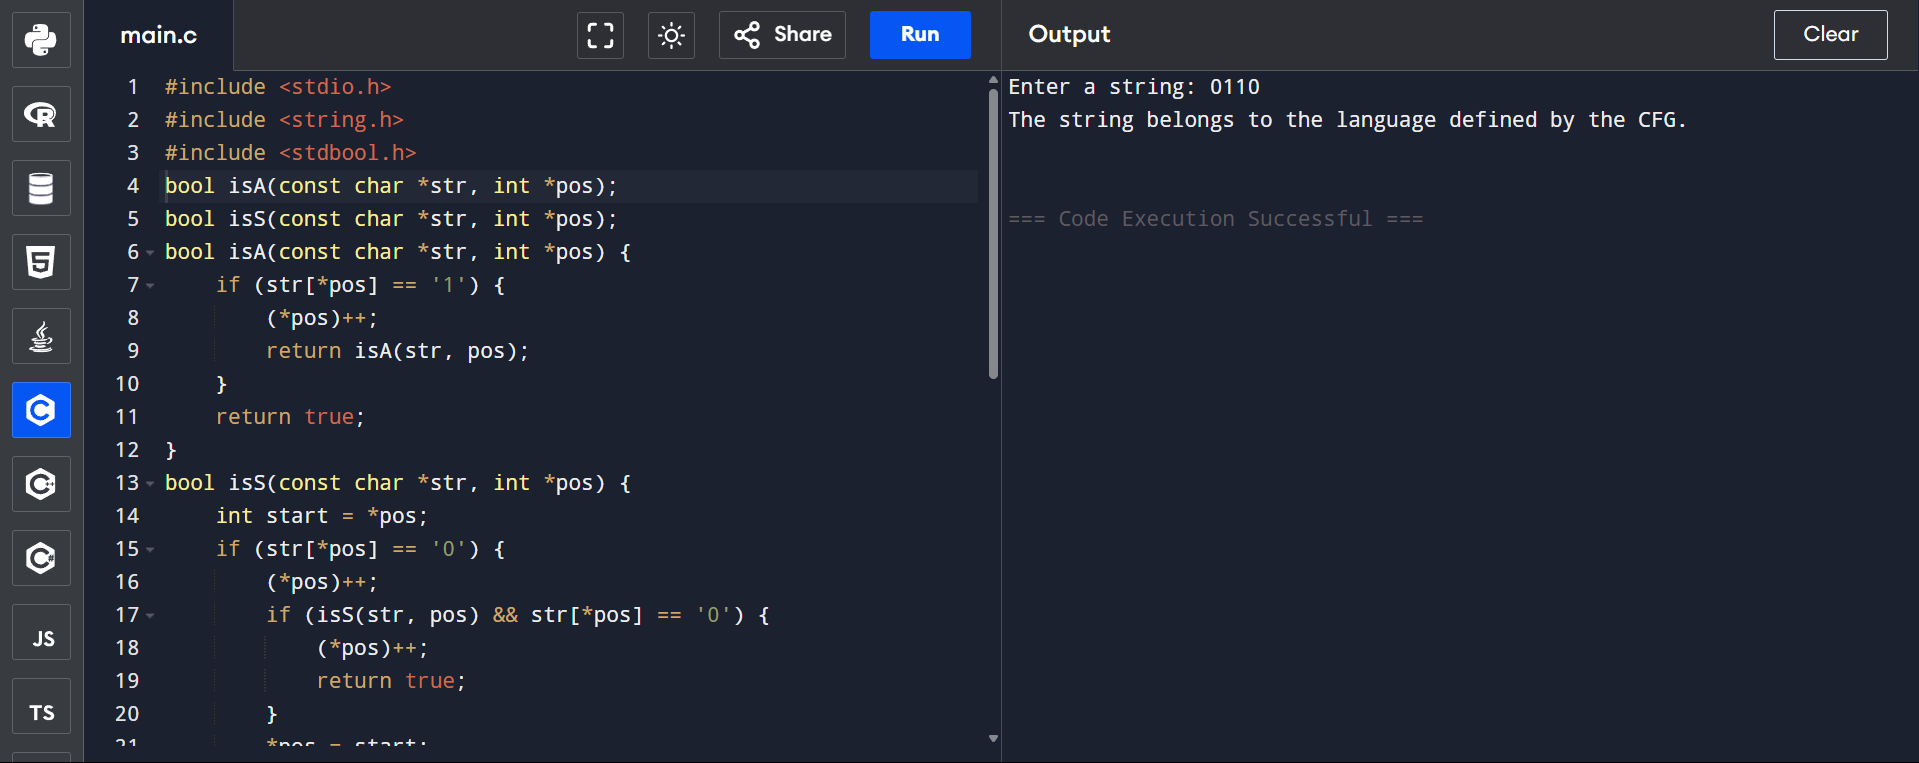 main.c
Share
Run
Output
Clear
1 #include <stdio.h>
2 #include <string.h>
3 #include <stdbool.h>
4 bool isA(const char *str, int *pos);
5 bool isS(const char *str, int *pos);
6 bool isA(const char *str, int *pos) {
7     if (str[*pos] == '1') {
8         (*pos)++;
9         return isA(str, pos);
10     }
11     return true;
12 }
13 bool isS(const char *str, int *pos) {
14     int start = *pos;
15     if (str[*pos] == '0') {
16         (*pos)++;
17         if (isS(str, pos) && str[*pos] == '0') {
18             (*pos)++;
19             return true;
20         }
21         *pos = start;
Enter a string: 0110
The string belongs to the language defined by the CFG.
=== Code Execution Successful ===
R
5
C
C++
C#
JS
TS